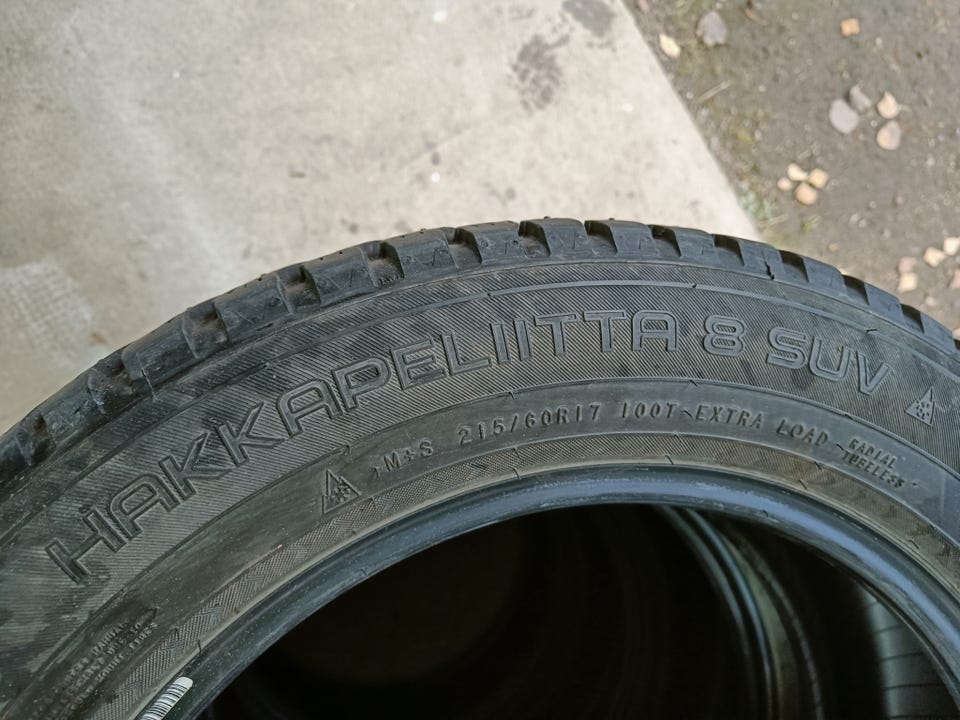 HAKKAPELIITTA 8 SUV
M+S 215/60R17 100T EXTRA LOAD
RADIAL
TUBELESS